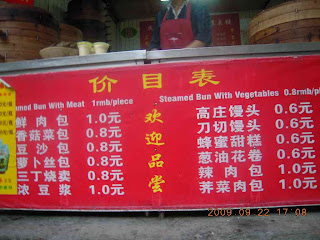 价目表
Steamed Bun With Meat 1rmb/piece
鲜肉包 1.0元
香菇菜包 0.8元
豆沙包 0.8元
萝卜丝包 0.8元
三丁烧卖 0.8元
浓豆浆 1.0元
欢迎品尝
Steamed Bun With Vegetables 0.8rmb/pi
高庄馒头 0.6元
刀切馒头 0.6元
蜂蜜甜糕 0.6元
葱油花卷 0.6元
辣肉包 1.0元
荠菜肉包 1.0元
2009.09.22 17:08